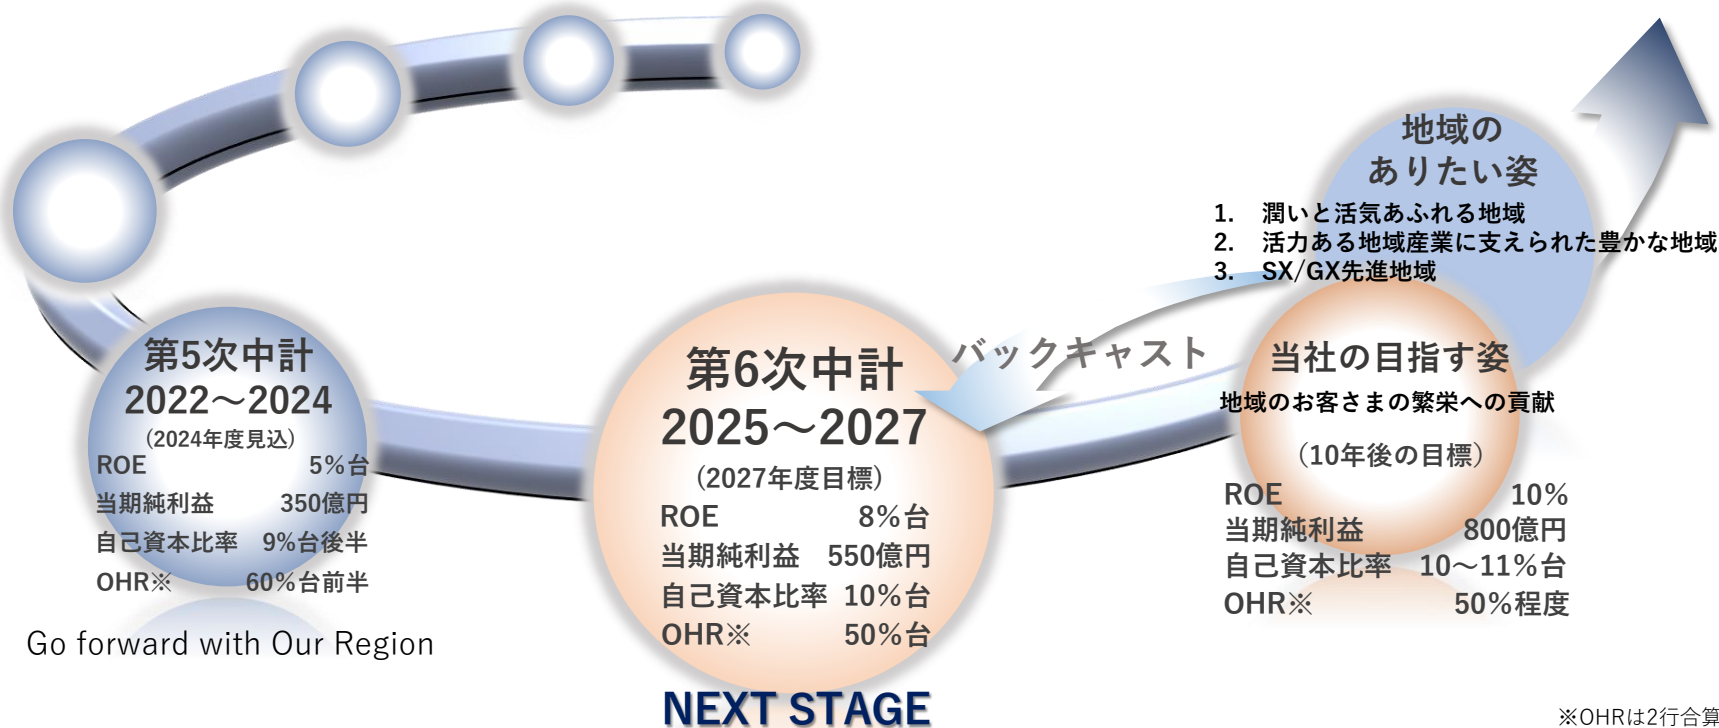 地域の
ありたい姿
1. 潤いと活気あふれる地域
2. 活力ある地域産業に支えられた豊かな地域
3. SX/GX先進地域
バックキャスト
第5次中計
2022～2024
(2024年度見込)
ROE 5%台
当期純利益 350億円
自己資本比率 9%台後半
OHR※ 60%台前半
Go forward with Our Region
第6次中計
2025～2027
(2027年度目標)
ROE 8%台
当期純利益 550億円
自己資本比率 10%台
OHR※ 50%台
NEXT STAGE
当社の目指す姿
地域のお客さまの繁栄への貢献
(10年後の目標)
ROE 10%
当期純利益 800億円
自己資本比率 10～11%台
OHR※ 50%程度
※OHRは2行合算